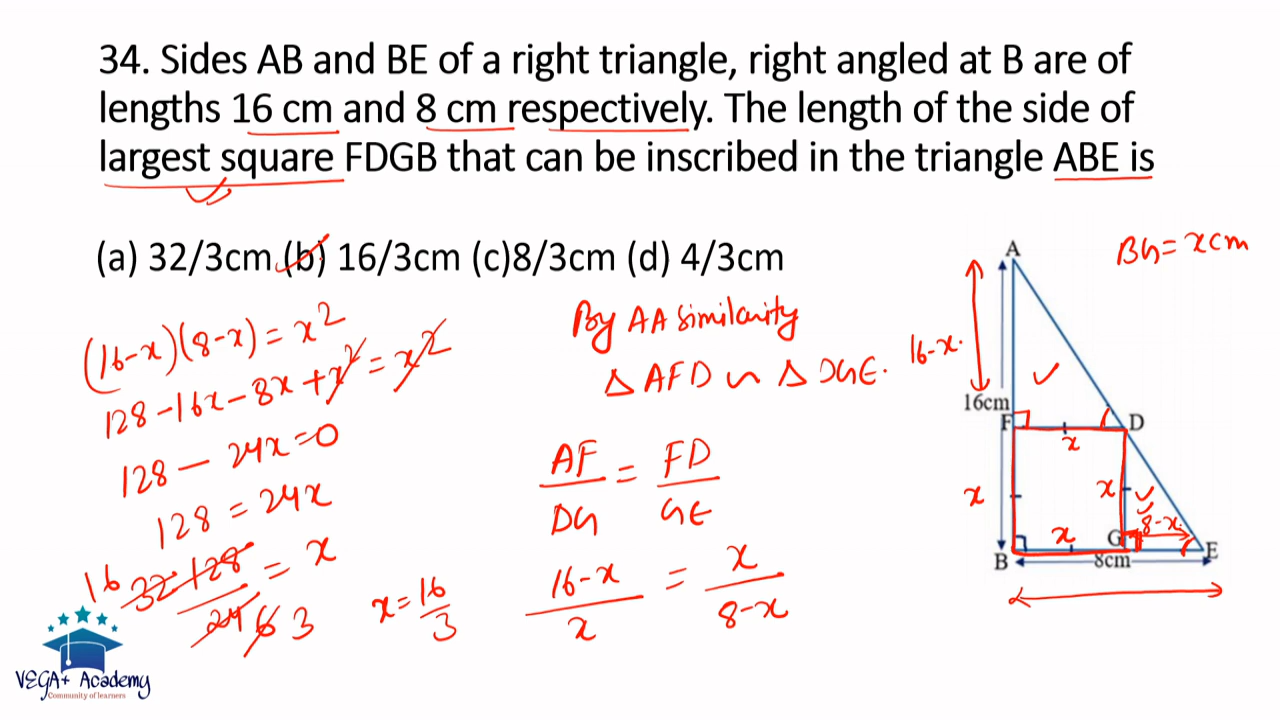 34. Sides AB and BE of a right triangle, right angled at B are of
lengths 16 cm and 8 cm respectively. The length of the side of
largest square FDGB that can be inscribed in the triangle ABE is
(a) 32/3cm (b) 16/3cm (c)8/3cm (d) 4/3cm
(16-x)(8-x) = x²
128-16x-8x+x² = x²
128 - 24x=0
128 = 24x
16 32 128
24 6 3
= x
x = 16
3
By AA similarity
Δ AFD ∽ Δ DGE.
AF = FD
DG GE
16-x = x
x 8-x
BG = x cm
A
16-x.
16cm
F
D
x
x
x
8-x.
x
B
G
E
8cm
VEGA+ Academy
Community of learners